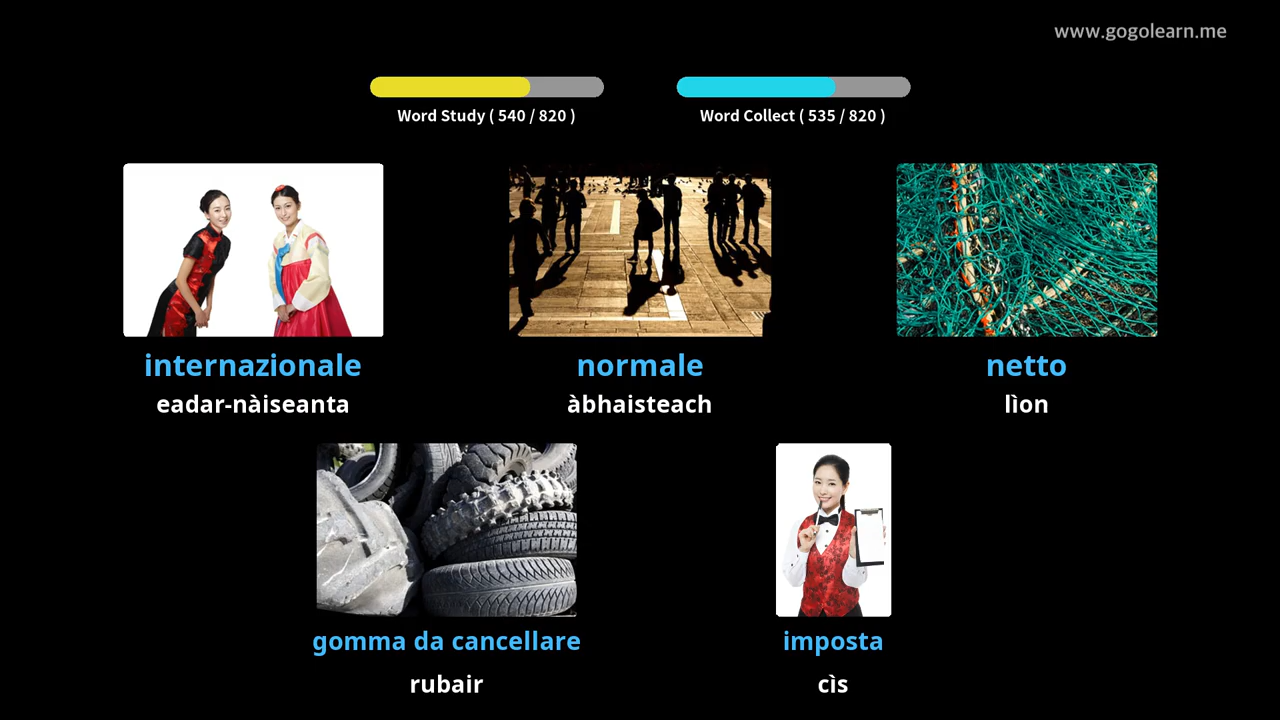 www.gogolearn.me
Word Study ( 540 / 820 )
Word Collect ( 535 / 820 )
internazionale
eadar-nàiseanta
normale
àbhaisteach
netto
lìon
gomma da cancellare
rubair
imposta
cìs